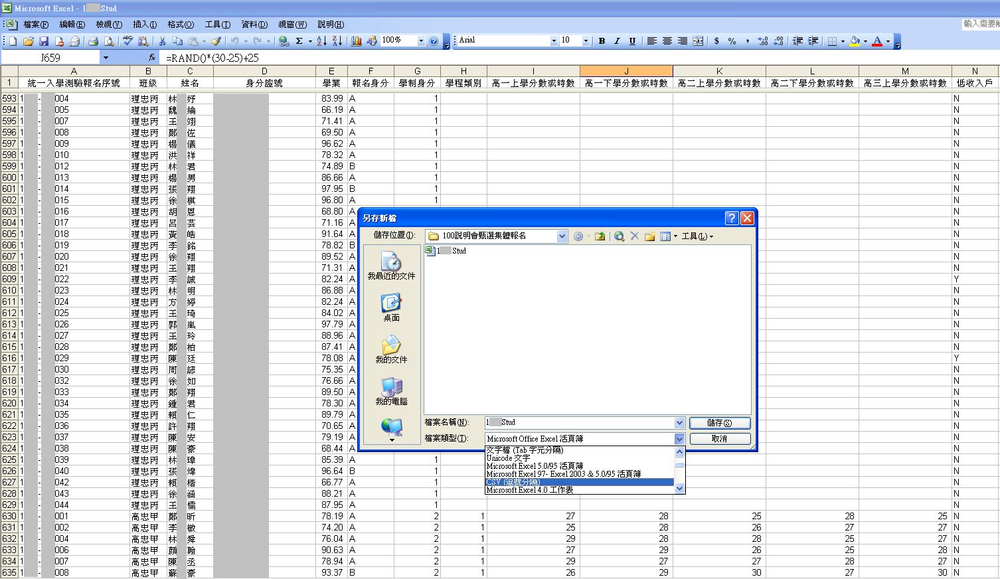 Microsoft Excel - 1 Stud
檔案(F) 編輯(E) 檢視(V) 插入(I) 格式(O) 工具(T) 資料(D) 視窗(W) 說明(H) 輸入需要解
100% Arial 10 B I U $ % ,
J659 fx =RAND()*(30-25)+25
A B C D E F G H I J K L M N
1 統一入學測驗報名序號 班級 姓名 身分證號 學業 報名身分 學制身分 學程類別 高一上學分數或時數 高一下學分數或時數 高二上學分數或時數 高二下學分數或時數 高三上學分數或時數 低收入戶
593 1 - 004 理忠丙 林 妤 83.99 A 1 N
594 1 - 005 理忠丙 魏 綸 66.19 A 1 N
595 1 - 007 理忠丙 王 翊 71.41 A 1 N
596 1 - 008 理忠丙 鄭 佐 69.50 A 1 N
597 1 - 009 理忠丙 楊 儀 96.62 A 1 N
598 1 - 010 理忠丙 洪 祥 78.32 A 1 N
599 1 - 012 理忠丙 林 君 74.89 B 1 N
600 1 - 013 理忠丙 楊 男 86.66 A 1 N
601 1 - 014 理忠丙 張 翔 97.95 B 1 N
602 1 - 015 理忠丙 徐 棋 96.80 A 1 N
603 1 - 016 理忠丙 胡 恩 68.80 A N
604 1 - 017 理忠丙 呂 芸 71.16 A N
605 1 - 018 理忠丙 黃 皓 91.64 A N
606 1 - 019 理忠丙 李 銘 78.82 B N
607 1 - 020 理忠丙 徐 翔 89.52 A N
608 1 - 021 理忠丙 王 翔 71.31 A N
609 1 - 022 理忠丙 李 誠 82.24 A Y
610 1 - 023 理忠丙 林 明 86.88 A N
611 1 - 024 理忠丙 方 婷 82.24 A N
612 1 - 025 理忠丙 王 琦 84.02 A N
613 1 - 026 理忠丙 郭 嵐 97.79 A N
614 1 - 027 理忠丙 王 玲 88.96 A N
615 1 - 028 理忠丙 鄭 柏 87.41 A N
616 1 - 029 理忠丙 陳 廷 78.08 A Y
617 1 - 030 理忠丙 周 諺 75.35 A N
618 1 - 032 理忠丙 徐 如 76.66 A N
619 1 - 033 理忠丙 鄭 翔 89.50 A N
620 1 - 034 理忠丙 鍾 君 78.30 A N
621 1 - 035 理忠丙 賴 仁 89.79 A N
622 1 - 036 理忠丙 許 翔 70.65 A N
623 1 - 037 理忠丙 陳 安 79.19 A N
624 1 - 038 理忠丙 陳 豪 68.44 A N
625 1 - 039 理忠丙 林 瑋 85.39 A 1 N
626 1 - 040 理忠丙 張 煒 96.64 B 1 N
627 1 - 042 理忠丙 賴 楷 66.77 A 1 N
628 1 - 043 理忠丙 徐 涵 88.21 A 1 N
629 1 - 044 理忠丙 王 儒 87.95 A 1 N
630 1 - 001 高忠甲 鄭 昕 78.19 A 2 1 27 28 25 28 25 N
631 1 - 002 高忠甲 李 敏 74.20 A 2 1 25 28 26 27 27 N
632 1 - 004 高忠甲 林 舜 76.04 A 2 1 29 28 28 25 27 N
633 1 - 006 高忠甲 顏 翰 90.63 A 2 1 27 29 26 25 28 N
634 1 - 007 高忠甲 陳 丞 78.94 A 2 1 29 27 27 28 27 N
635 1 - 008 高忠甲 蘇 豪 93.37 B 2 1 26 29 30 27 30 N
另存新檔
儲存位置(I): 100說明會甄選集體報名 工具(L)
1 Stud
我最近的文件
桌面
我的文件
我的電腦
檔案名稱(N): 1 Stud 儲存(S)
檔案類型(T): Microsoft Office Excel 活頁簿 取消
文字檔 (Tab 字元分隔)
Unicode 文字
Microsoft Excel 5.0/95 活頁簿
Microsoft Excel 97- Excel 2003 & 5.0/95 活頁簿
CSV (逗號分隔)
Microsoft Excel 4.0 工作表